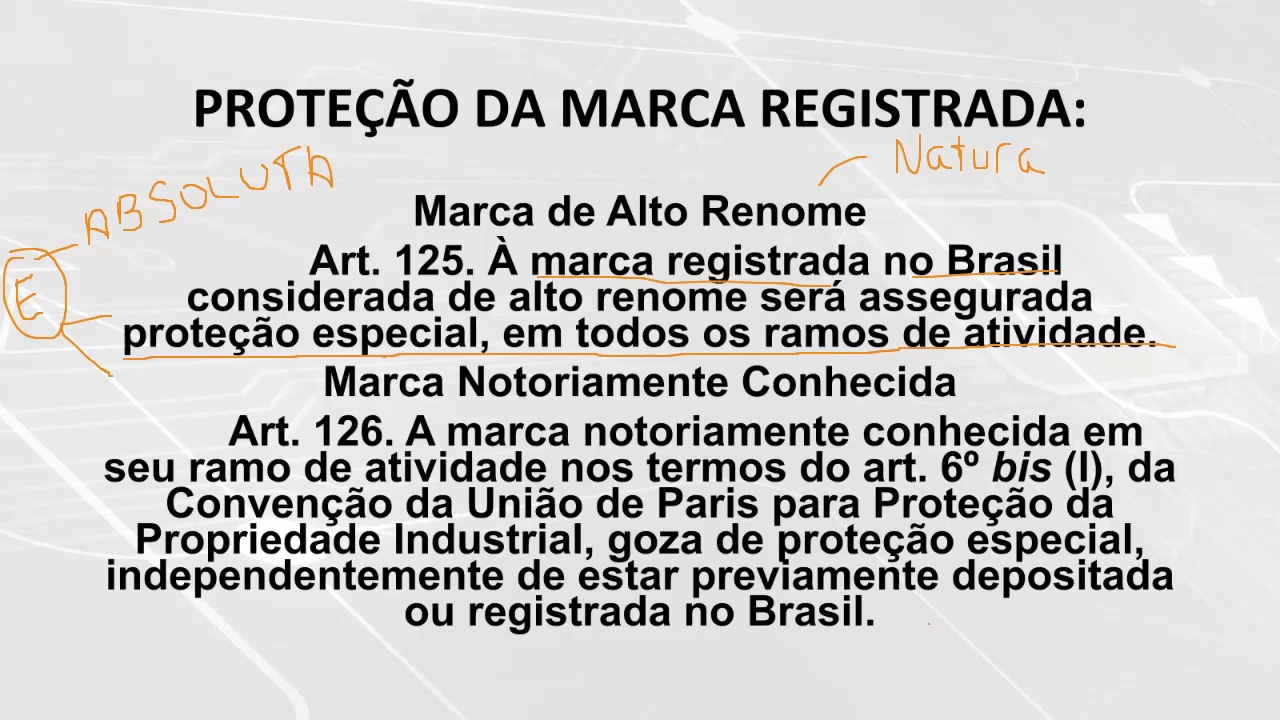 PROTEÇÃO DA MARCA REGISTRADA:
Natura
ABSOLUTA
Marca de Alto Renome
E
Art. 125. À marca registrada no Brasil
considerada de alto renome será assegurada
proteção especial, em todos os ramos de atividade.
Marca Notoriamente Conhecida
Art. 126. A marca notoriamente conhecida em
seu ramo de atividade nos termos do art. 6º bis (I), da
Convenção da União de Paris para Proteção da
Propriedade Industrial, goza de proteção especial,
independentemente de estar previamente depositada
ou registrada no Brasil.